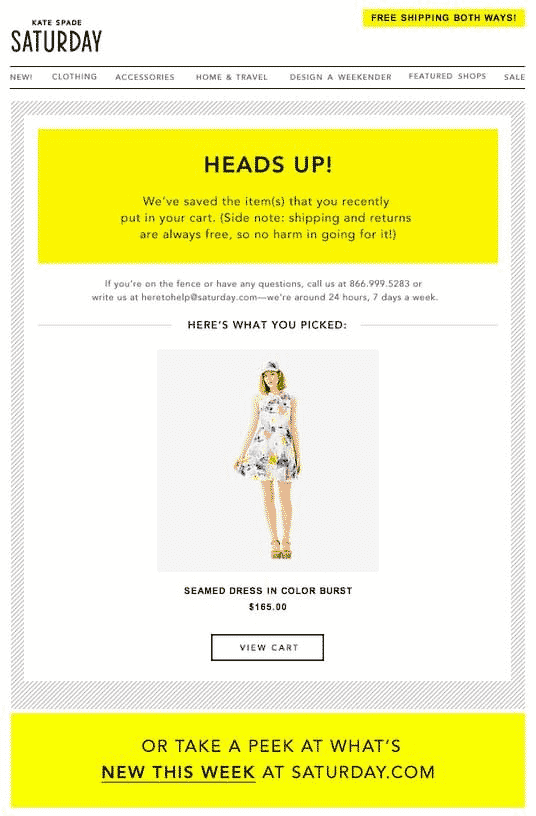 KATE SPADE
SATURDAY
FREE SHIPPING BOTH WAYS!
NEW! CLOTHING ACCESSORIES HOME & TRAVEL DESIGN A WEEKENDER FEATURED SHOPS SALE
HEADS UP!
We've saved the item(s) that you recently
put in your cart. (Side note: shipping and returns
are always free, so no harm in going for it!)
If you're on the fence or have any questions, call us at 866.999.5283 or
write us at heretohelp@saturday.com—we're around 24 hours, 7 days a week.
HERE'S WHAT YOU PICKED:
SEAMED DRESS IN COLOR BURST
$165.00
VIEW CART
OR TAKE A PEEK AT WHAT'S
NEW THIS WEEK AT SATURDAY.COM